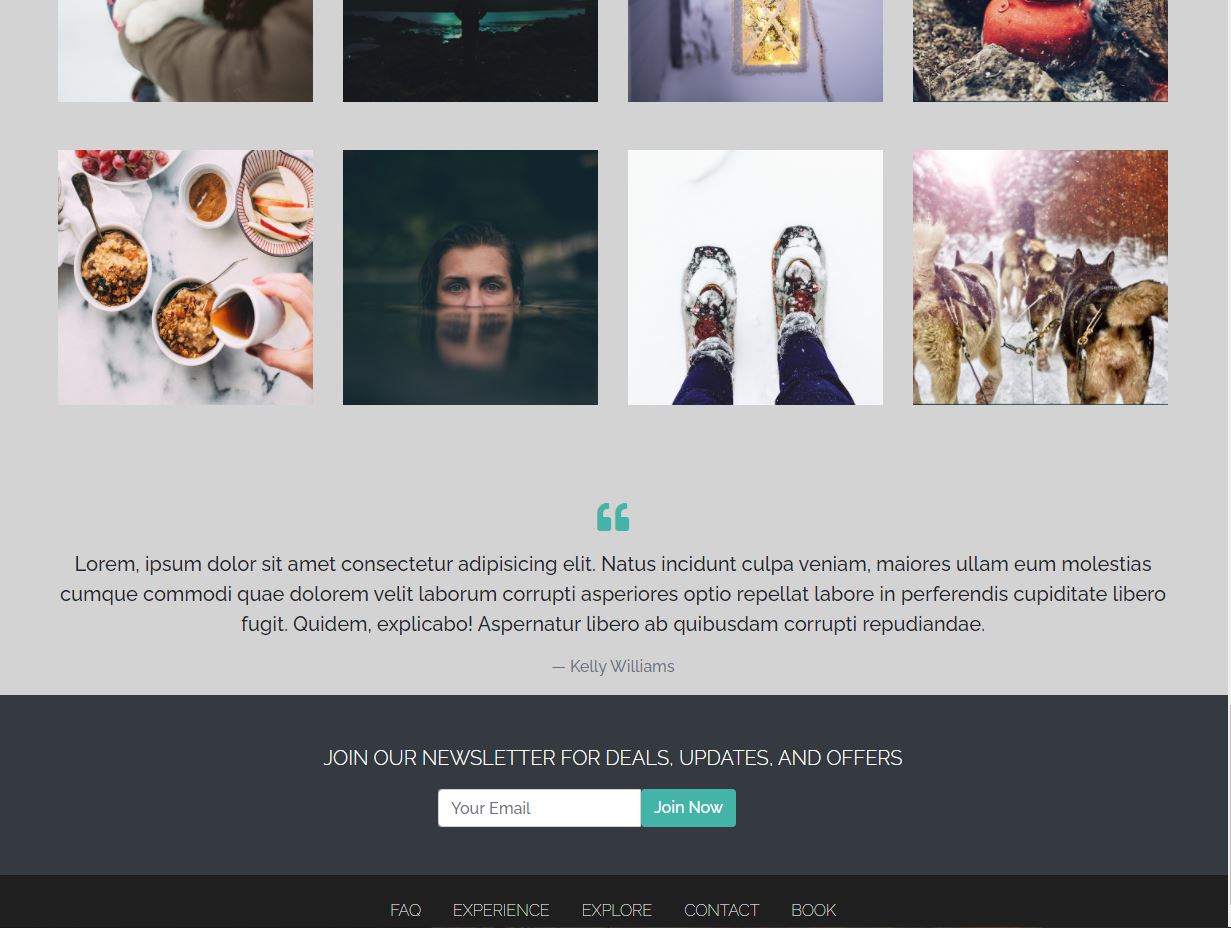 Lorem, ipsum dolor sit amet consectetur adipisicing elit. Natus incidunt culpa veniam, maiores ullam eum molestias
cumque commodi quae dolorem velit laborum corrupti asperiores optio repellat labore in perferendis cupiditate libero
fugit. Quidem, explicabo! Aspernatur libero ab quibusdam corrupti repudiandae.
— Kelly Williams
JOIN OUR NEWSLETTER FOR DEALS, UPDATES, AND OFFERS
Your Email Join Now
FAQ EXPERIENCE EXPLORE CONTACT BOOK